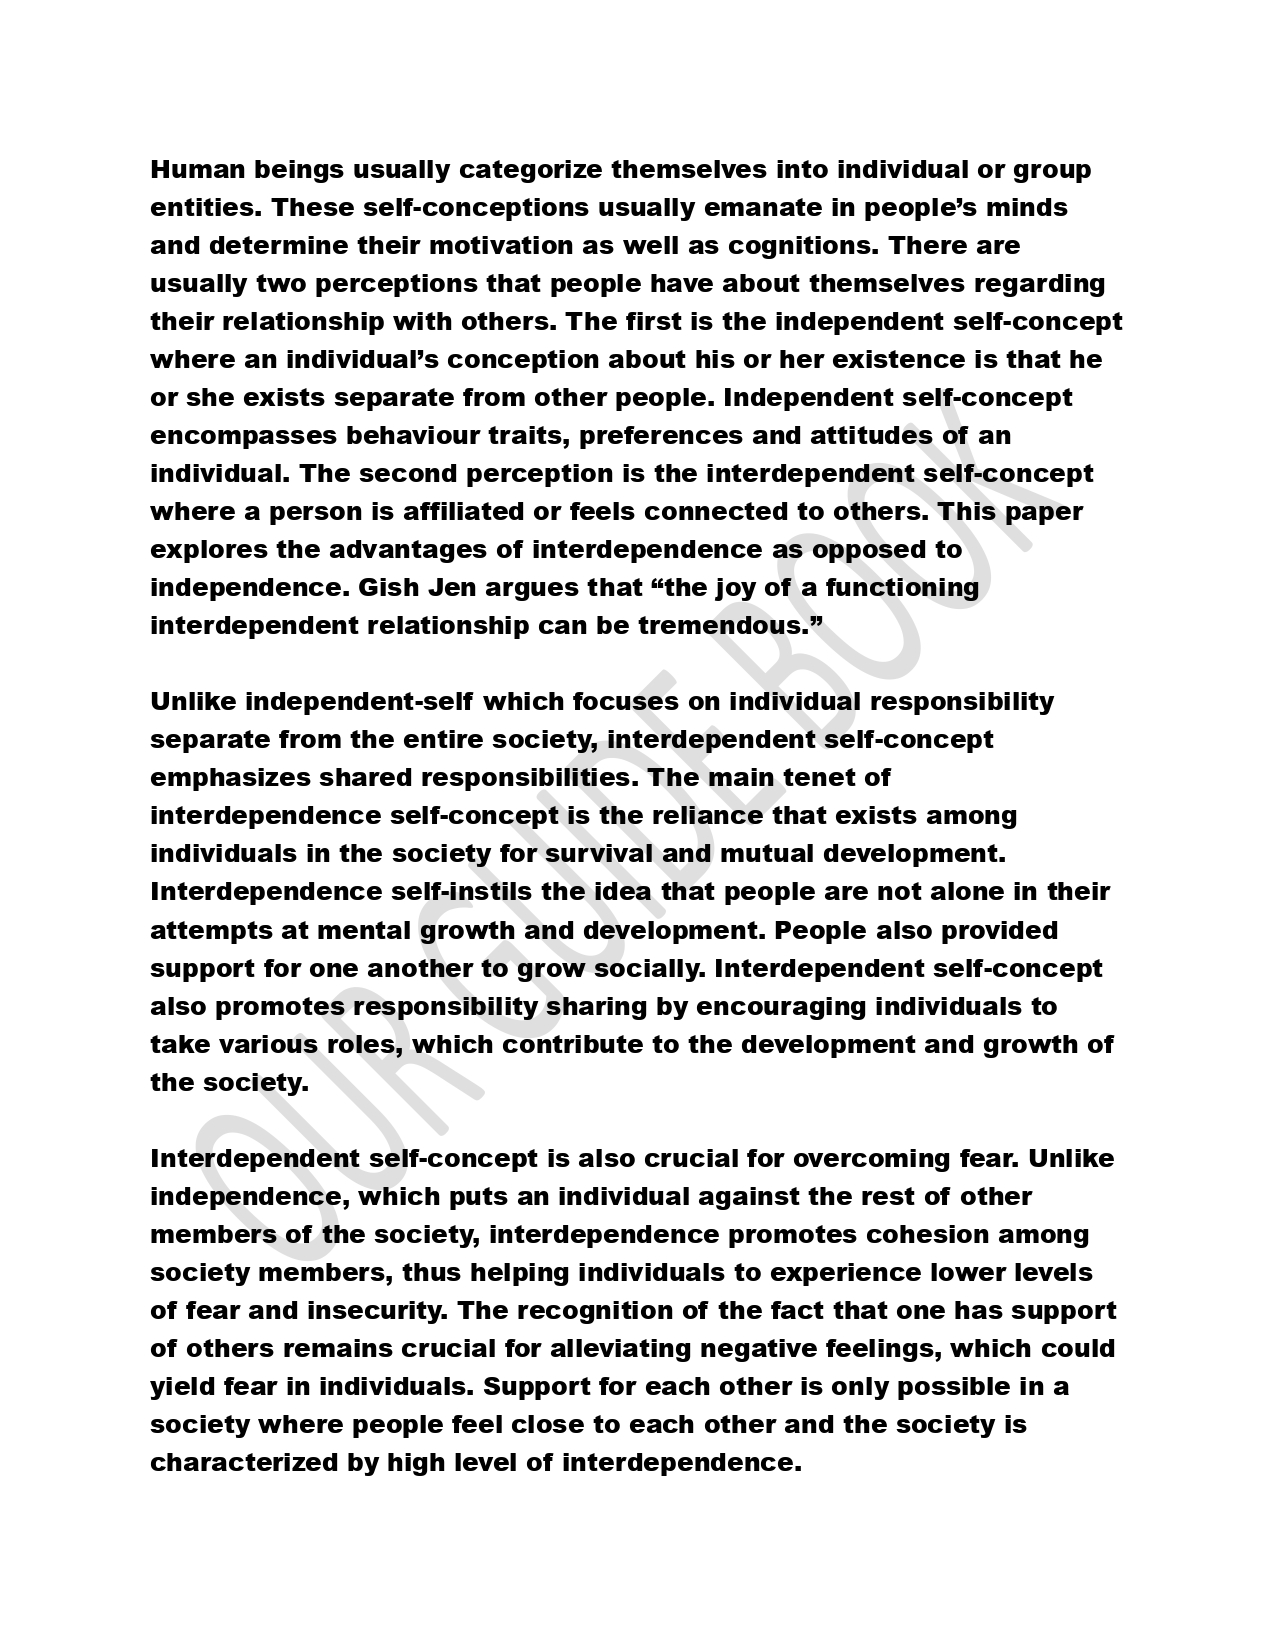 Human beings usually categorize themselves into individual or group
entities. These self-conceptions usually emanate in people’s minds
and determine their motivation as well as cognitions. There are
usually two perceptions that people have about themselves regarding
their relationship with others. The first is the independent self-concept
where an individual’s conception about his or her existence is that he
or she exists separate from other people. Independent self-concept
encompasses behaviour traits, preferences and attitudes of an
individual. The second perception is the interdependent self-concept
where a person is affiliated or feels connected to others. This paper
explores the advantages of interdependence as opposed to
independence. Gish Jen argues that “the joy of a functioning
interdependent relationship can be tremendous.”
Unlike independent-self which focuses on individual responsibility
separate from the entire society, interdependent self-concept
emphasizes shared responsibilities. The main tenet of
interdependence self-concept is the reliance that exists among
individuals in the society for survival and mutual development.
Interdependence self-instils the idea that people are not alone in their
attempts at mental growth and development. People also provided
support for one another to grow socially. Interdependent self-concept
also promotes responsibility sharing by encouraging individuals to
take various roles, which contribute to the development and growth of
the society.
Interdependent self-concept is also crucial for overcoming fear. Unlike
independence, which puts an individual against the rest of other
members of the society, interdependence promotes cohesion among
society members, thus helping individuals to experience lower levels
of fear and insecurity. The recognition of the fact that one has support
of others remains crucial for alleviating negative feelings, which could
yield fear in individuals. Support for each other is only possible in a
society where people feel close to each other and the society is
characterized by high level of interdependence.
OUR GUIDE BOOK